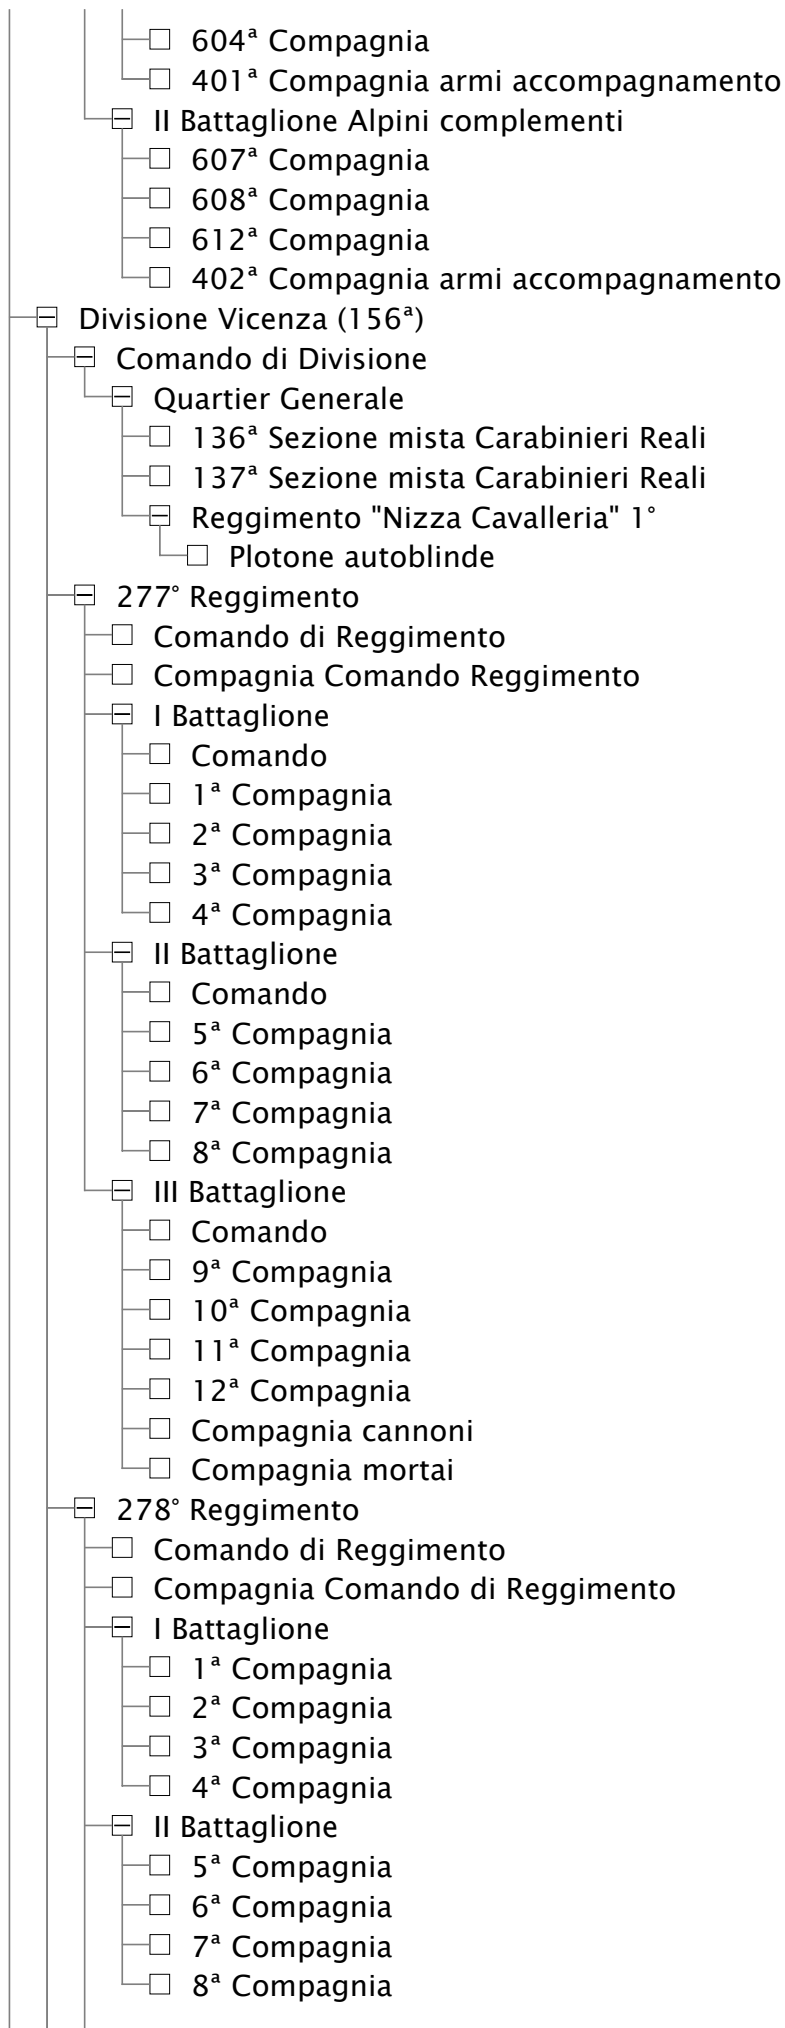 604ª Compagnia
401ª Compagnia armi accompagnamento
II Battaglione Alpini complementi
607ª Compagnia
608ª Compagnia
612ª Compagnia
402ª Compagnia armi accompagnamento
Divisione Vicenza (156ª)
Comando di Divisione
Quartier Generale
136ª Sezione mista Carabinieri Reali
137ª Sezione mista Carabinieri Reali
Reggimento "Nizza Cavalleria" 1°
Plotone autoblinde
277° Reggimento
Comando di Reggimento
Compagnia Comando Reggimento
I Battaglione
Comando
1ª Compagnia
2ª Compagnia
3ª Compagnia
4ª Compagnia
II Battaglione
Comando
5ª Compagnia
6ª Compagnia
7ª Compagnia
8ª Compagnia
III Battaglione
Comando
9ª Compagnia
10ª Compagnia
11ª Compagnia
12ª Compagnia
Compagnia cannoni
Compagnia mortai
278° Reggimento
Comando di Reggimento
Compagnia Comando di Reggimento
I Battaglione
1ª Compagnia
2ª Compagnia
3ª Compagnia
4ª Compagnia
II Battaglione
5ª Compagnia
6ª Compagnia
7ª Compagnia
8ª Compagnia